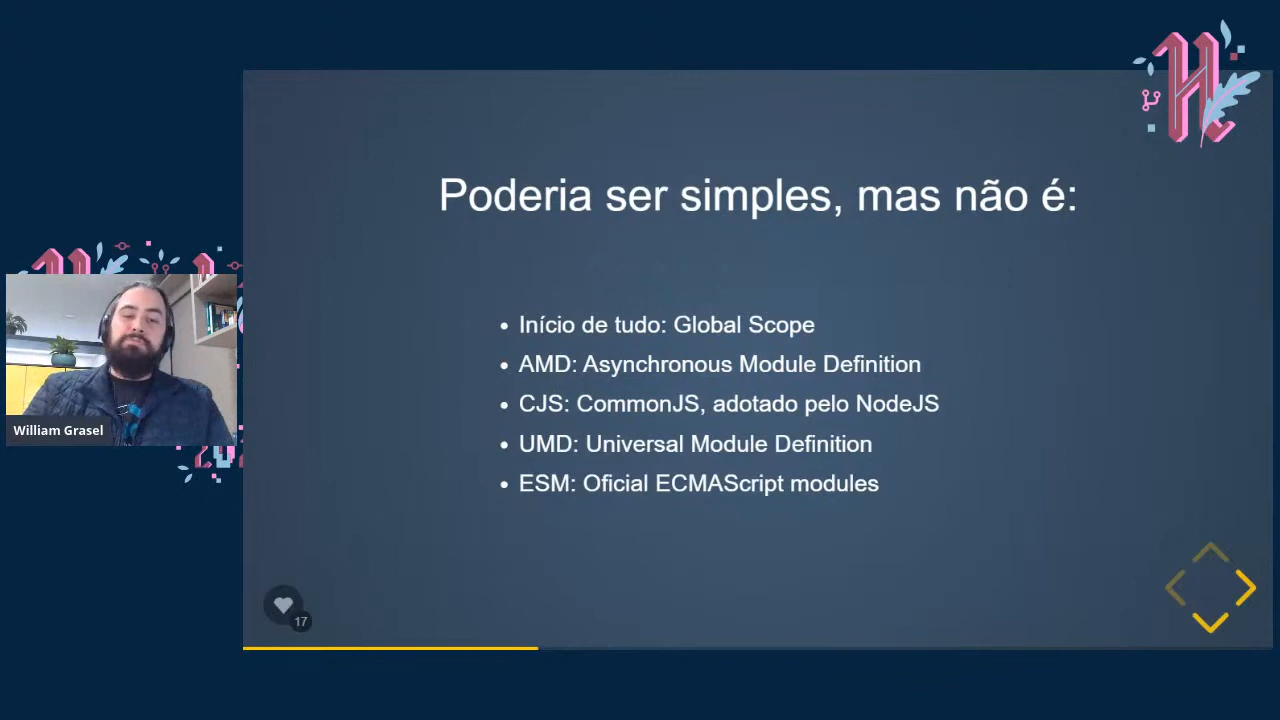 Poderia ser simples, mas não é:
Início de tudo: Global Scope
AMD: Asynchronous Module Definition
CJS: CommonJS, adotado pelo NodeJS
UMD: Universal Module Definition
ESM: Oficial ECMAScript modules
William Grasel
17